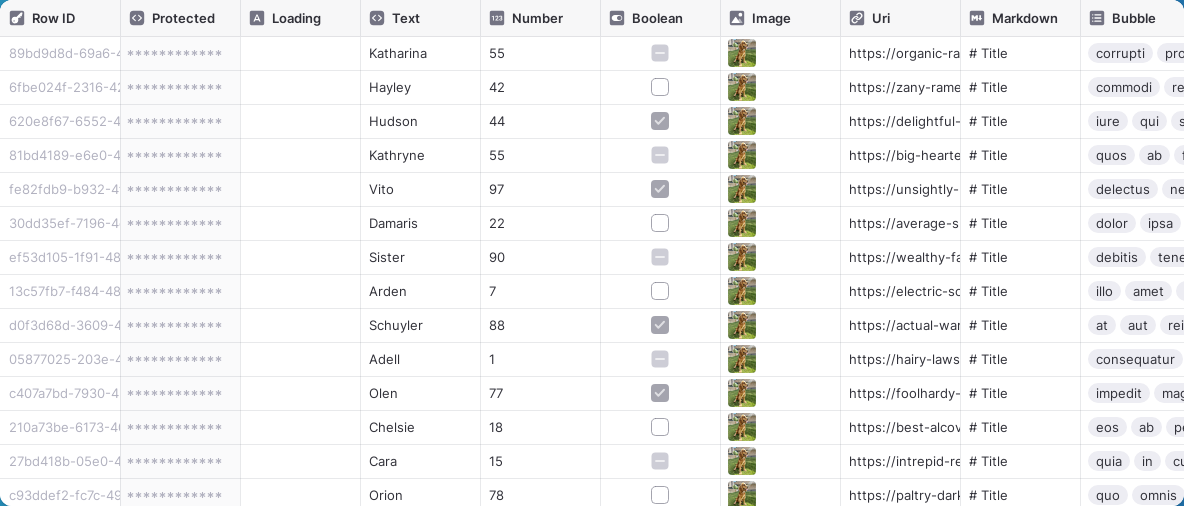 Row ID Protected Loading Text Number Boolean Image Uri Markdown Bubble
89bd9d8d-69a6- ************ Katharina 55 https://organic-ra # Title corrupti pro
6fbe024f-2316-42 ************ Hayley 42 https://zany-rame # Title commodi re
620e8f67-6552-4 ************ Hudson 44 https://delightful- # Title iure qui s
81bd4189-e6e0-4 ************ Kathryne 55 https://big-hearte # Title quos ab
fe82fdb9-b932-4 ************ Vito 97 https://unsightly- # Title delectus ne
30dd35ef-7196-4 ************ Damaris 22 https://average-s # Title dolor ipsa
ef53d105-1f91-48 ************ Sister 90 https://wealthy-fa # Title debitis tene
13c57fb7-f484-48 ************ Arden 7 https://electric-sc # Title illo amet
d0f3d68d-3609-4 ************ Schuyler 88 https://actual-war # Title at aut rei
05877025-203e-4 ************ Adell 1 https://hairy-laws # Title consequatur
c407a7bd-7930-4 ************ Olen 77 https://foolhardy- # Title impedit mag
210a73be-6173-4 ************ Chelsie 18 https://best-alcov # Title eos ab pe
27bd418b-05e0-4 ************ Cara 15 https://intrepid-re # Title quia in cu
c93ddef2-fc7c-49 ************ Orion 78 https://paltry-dark # Title quo omnis